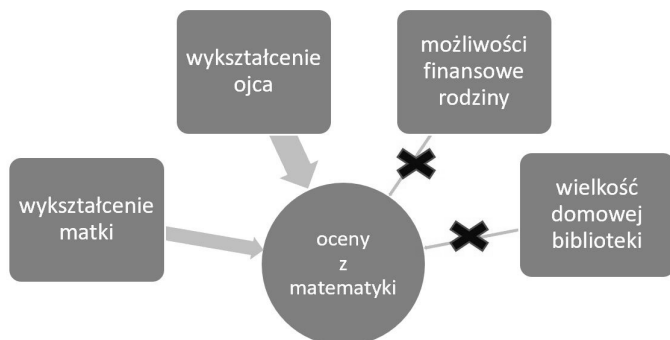 wykształcenie
ojca
możliwości
finansowe
rodziny
wykształcenie
matki
wielkość
domowej
biblioteki
oceny
z
matematyki